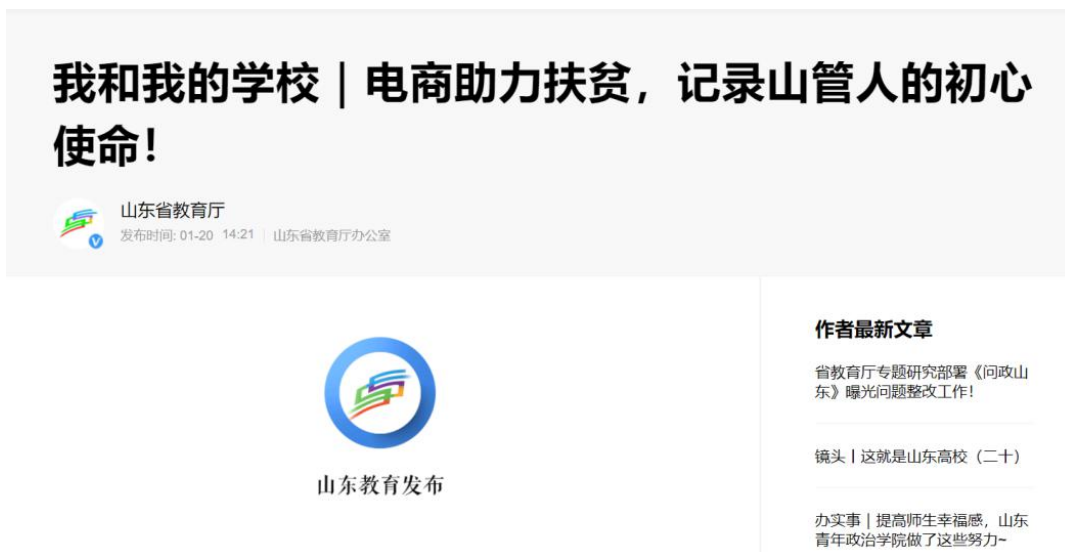 我和我的学校｜电商助力扶贫，记录山管人的初心
使命！
山东省教育厅
发布时间: 01-20 14:21 | 山东省教育厅办公室
山东教育发布
作者最新文章
省教育厅专题研究部署《问政山
东》曝光问题整改工作！
镜头丨这就是山东高校（二十）
办实事 | 提高师生幸福感，山东
青年政治学院做了这些努力~